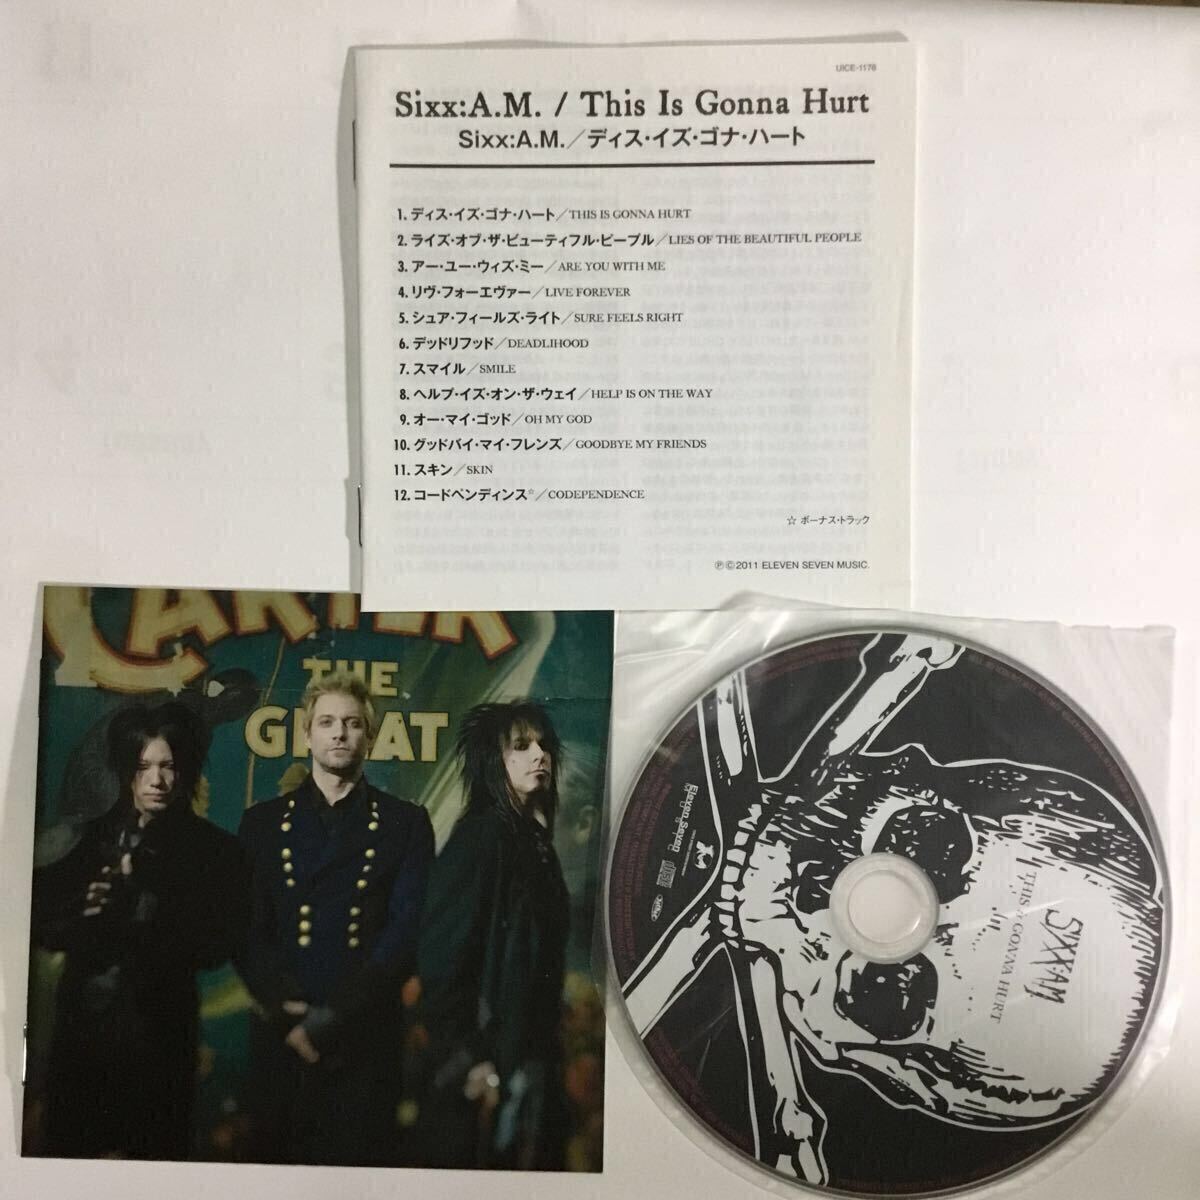 UICE-1178
Sixx:A.M. / This Is Gonna Hurt
Sixx:A.M.／ディス・イズ・ゴナ・ハート
1. ディス・イズ・ゴナ・ハート／THIS IS GONNA HURT
2. ライズ・オブ・ザ・ビューティフル・ピープル／LIES OF THE BEAUTIFUL PEOPLE
3. アー・ユー・ウィズ・ミー／ARE YOU WITH ME
4. リヴ・フォーエヴァー／LIVE FOREVER
5. シュア・フィールズ・ライト／SURE FEELS RIGHT
6. デッドリフッド／DEADLIHOOD
7. スマイル／SMILE
8. ヘルプ・イズ・オン・ザ・ウェイ／HELP IS ON THE WAY
9. オー・マイ・ゴッド／OH MY GOD
10. グッドバイ・マイ・フレンズ／GOODBYE MY FRIENDS
11. スキン／SKIN
12. コードペンディンス☆／CODEPENDENCE
☆ ボーナス・トラック
℗©2011 ELEVEN SEVEN MUSIC.
CARTER
THE
GREAT
Eleven Seven
SIXX:A.M.
THIS is GONNA HURT